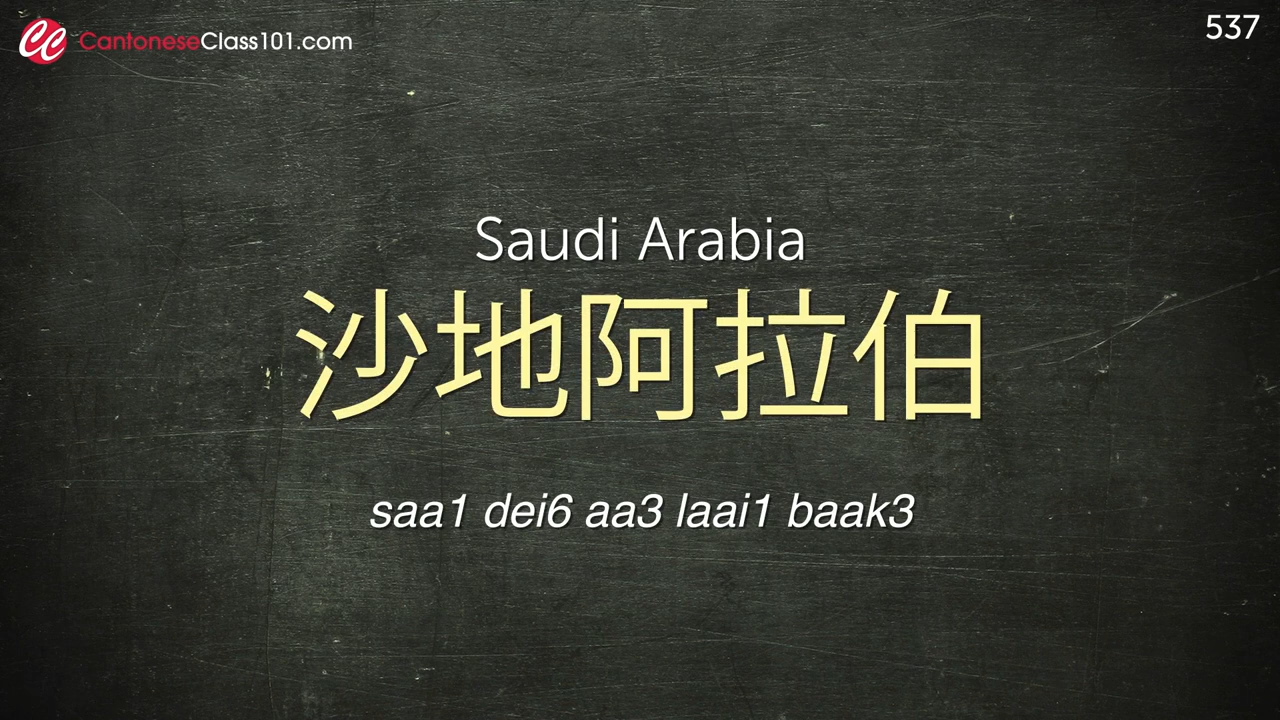 CantoneseClass101.com
537
Saudi Arabia
沙地阿拉伯
saa1 dei6 aa3 laai1 baak3